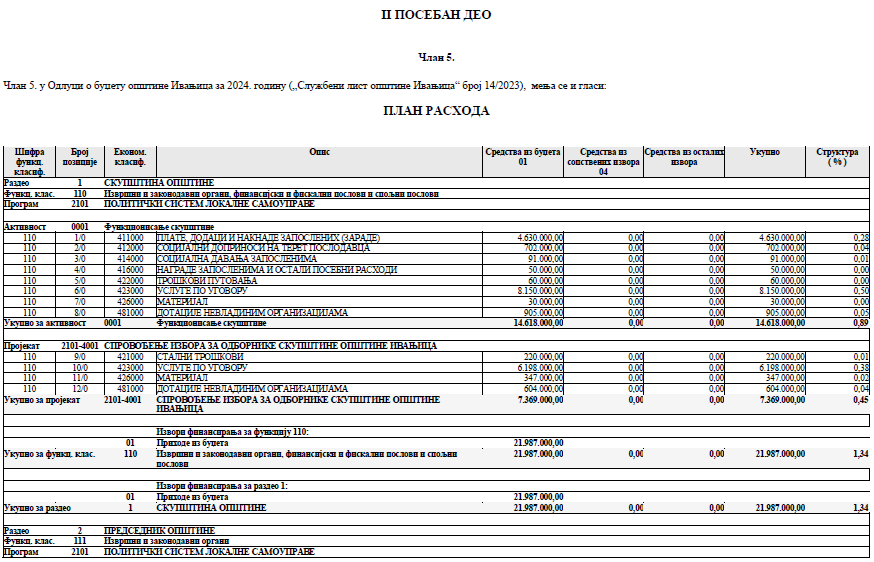 II ПОСЕБАН ДЕО
Члан 5.
Члан 5. у Одлуци о буџету општине Ивањица за 2024. годину („Службени лист општине Ивањица“ број 14/2023), мења се и гласи:
ПЛАН РАСХОДА
Шифра функц. класиф. Број позиције Економ. класиф. Опис Средства из буџета 01 Средства из сопствених извора 04 Средства из осталих извора Укупно Структура ( % )
Раздео 1 СКУПШТИНА ОПШТИНЕ
Функц. клас. 110 Извршни и законодавни органи, финансијски и фискални послови и спољни послови
Програм 2101 ПОЛИТИЧКИ СИСТЕМ ЛОКАЛНЕ САМОУПРАВЕ
Активност 0001 Функционисање скупштине
110 1/0 411000 ПЛАТЕ, ДОДАЦИ И НАКНАДЕ ЗАПОСЛЕНИХ (ЗАРАДЕ) 4.630.000,00 0,00 0,00 4.630.000,00 0,28
110 2/0 412000 СОЦИЈАЛНИ ДОПРИНОСИ НА ТЕРЕТ ПОСЛОДАВЦА 702.000,00 0,00 0,00 702.000,00 0,04
110 3/0 414000 СОЦИЈАЛНА ДАВАЊА ЗАПОСЛЕНИМА 91.000,00 0,00 0,00 91.000,00 0,01
110 4/0 416000 НАГРАДЕ ЗАПОСЛЕНИМА И ОСТАЛИ ПОСЕБНИ РАСХОДИ 50.000,00 0,00 0,00 50.000,00 0,00
110 5/0 422000 ТРОШКОВИ ПУТОВАЊА 60.000,00 0,00 0,00 60.000,00 0,00
110 6/0 423000 УСЛУГЕ ПО УГОВОРУ 8.150.000,00 0,00 0,00 8.150.000,00 0,50
110 7/0 426000 МАТЕРИЈАЛ 30.000,00 0,00 0,00 30.000,00 0,00
110 8/0 481000 ДОТАЦИЈЕ НЕВЛАДИНИМ ОРГАНИЗАЦИЈАМА 905.000,00 0,00 0,00 905.000,00 0,05
Укупно за активност 0001 Функционисање скупштине 14.618.000,00 0,00 0,00 14.618.000,00 0,89
Пројекат 2101-4001 СПРОВОЂЕЊЕ ИЗБОРА ЗА ОДБОРНИКЕ СКУПШТИНЕ ОПШТИНЕ ИВАЊИЦА
110 9/0 421000 СТАЛНИ ТРОШКОВИ 220.000,00 0,00 0,00 220.000,00 0,01
110 10/0 423000 УСЛУГЕ ПО УГОВОРУ 6.198.000,00 0,00 0,00 6.198.000,00 0,38
110 11/0 426000 МАТЕРИЈАЛ 347.000,00 0,00 0,00 347.000,00 0,02
110 12/0 481000 ДОТАЦИЈЕ НЕВЛАДИНИМ ОРГАНИЗАЦИЈАМА 604.000,00 0,00 0,00 604.000,00 0,04
Укупно за пројекат 2101-4001 СПРОВОЂЕЊЕ ИЗБОРА ЗА ОДБОРНИКЕ СКУПШТИНЕ ОПШТИНЕ 7.369.000,00 0,00 0,00 7.369.000,00 0,45
ИВАЊИЦА
Извори финансирања за функцију 110:
01 Приходе из буџета 21.987.000,00
Укупно за функц. клас. 110 Извршни и законодавни органи, финансијски и фискални послови и спољни 21.987.000,00 0,00 0,00 21.987.000,00 1,34
послови
Извори финансирања за раздео 1:
01 Приходе из буџета 21.987.000,00
Укупно за раздео 1 СКУПШТИНА ОПШТИНЕ 21.987.000,00 0,00 0,00 21.987.000,00 1,34
Раздео 2 ПРЕДСЕДНИК ОПШТИНЕ
Функц. клас. 111 Извршни и законодавни органи
Програм 2101 ПОЛИТИЧКИ СИСТЕМ ЛОКАЛНЕ САМОУПРАВЕ